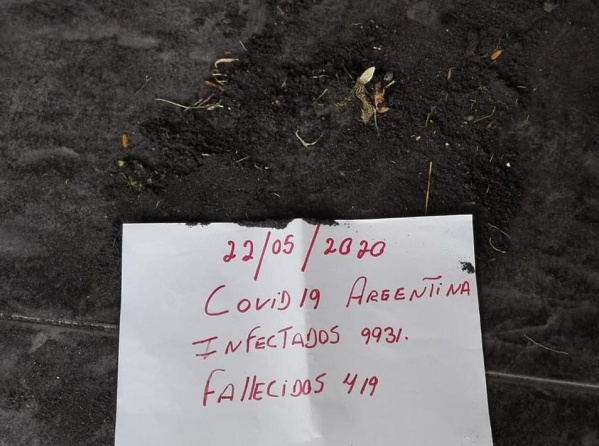 22/05/2020
COVID19 ARGENTINA
INFECTADOS 9931.
FALLECIDOS 419